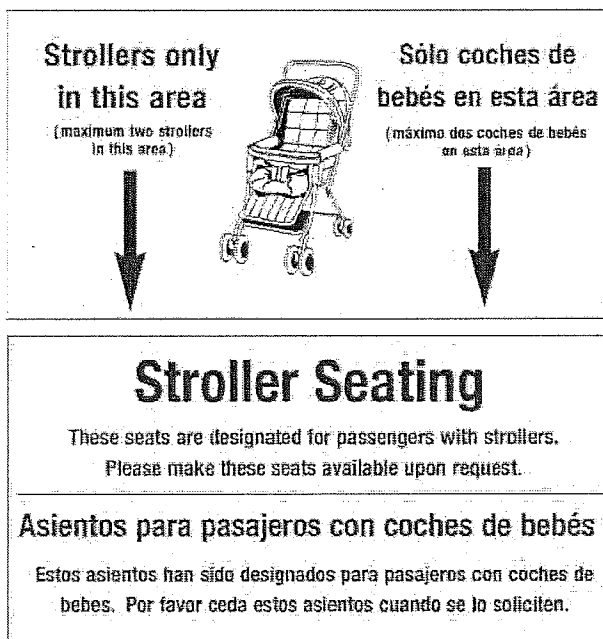 Strollers only
in this area
(maximum two strollers
in this area)
Sólo coches de
bebés en esta área
(máximo dos coches de bebés
en esta área)
Stroller Seating
These seats are designated for passengers with strollers.
Please make these seats available upon request.
Asientos para pasajeros con coches de bebés
Estos asientos han sido designados para pasajeros con coches de
bebes. Por favor ceda estos asientos cuando se lo soliciten.